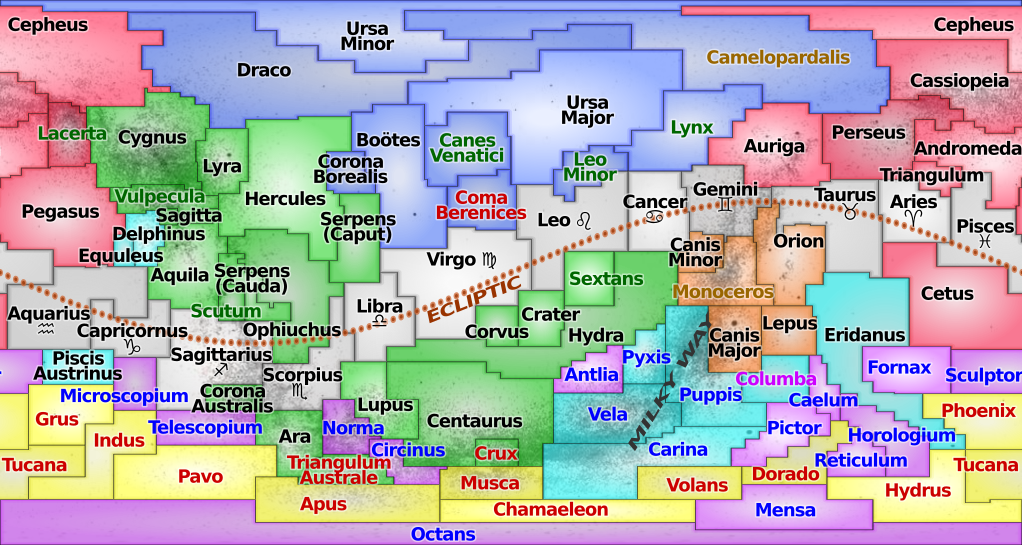 Cepheus
Ursa
Minor
Cepheus
Draco
Camelopardalis
Cassiopeia
Ursa
Major
Lacerta
Cygnus
Boötes
Canes
Venatici
Lynx
Auriga
Perseus
Andromeda
Lyra
Corona
Borealis
Leo
Minor
Triangulum
Vulpecula
Hercules
Coma
Berenices
Gemini
♊
Cancer
♋
Taurus
♉
Aries
♈
Pegasus
Sagitta
Delphinus
Serpens
(Caput)
Leo ♌
Pisces
♓
Equuleus
Aquila
Serpens
(Cauda)
Virgo ♍
Canis
Minor
Orion
ECLIPTIC
Sextans
Monoceros
Cetus
Aquarius
♒
Scutum
Libra
♎
Capricornus
♑
Ophiuchus
Corvus
Crater
Hydra
Canis
Major
Lepus
Eridanus
MILKY WAY
Piscis
Austrinus
Sagittarius
♐
Scorpius
♏
Antlia
Pyxis
Columba
Fornax
Sculptor
Microscopium
Corona
Australis
Lupus
Puppis
Caelum
Grus
Telescopium
Norma
Centaurus
Vela
Pictor
Phoenix
Indus
Ara
Circinus
Crux
Carina
Horologium
Tucana
Triangulum
Australe
Reticulum
Tucana
Pavo
Musca
Volans
Dorado
Hydrus
Apus
Chamaeleon
Mensa
Octans